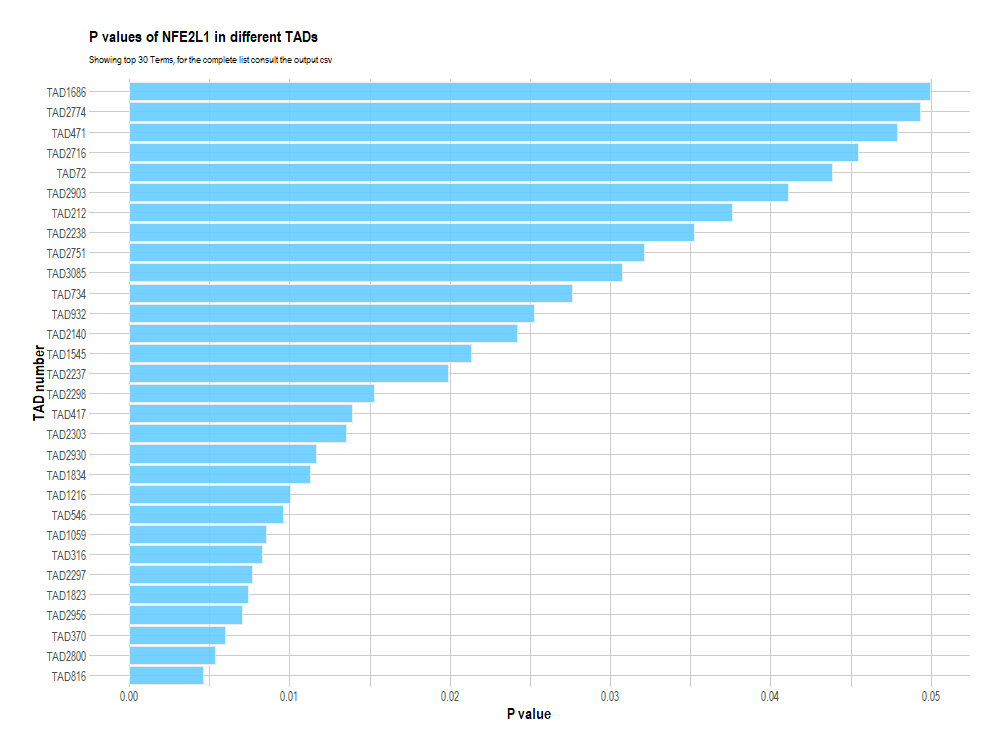 P values of NFE2L1 in different TADs
Showing top 30 Terms, for the complete list consult the output csv
TAD number
TAD1686
TAD2774
TAD471
TAD2716
TAD72
TAD2903
TAD212
TAD2238
TAD2751
TAD3085
TAD734
TAD932
TAD2140
TAD1545
TAD2237
TAD2298
TAD417
TAD2303
TAD2930
TAD1834
TAD1216
TAD546
TAD1059
TAD316
TAD2297
TAD1823
TAD2956
TAD370
TAD2800
TAD816
0.00 0.01 0.02 0.03 0.04 0.05
P value